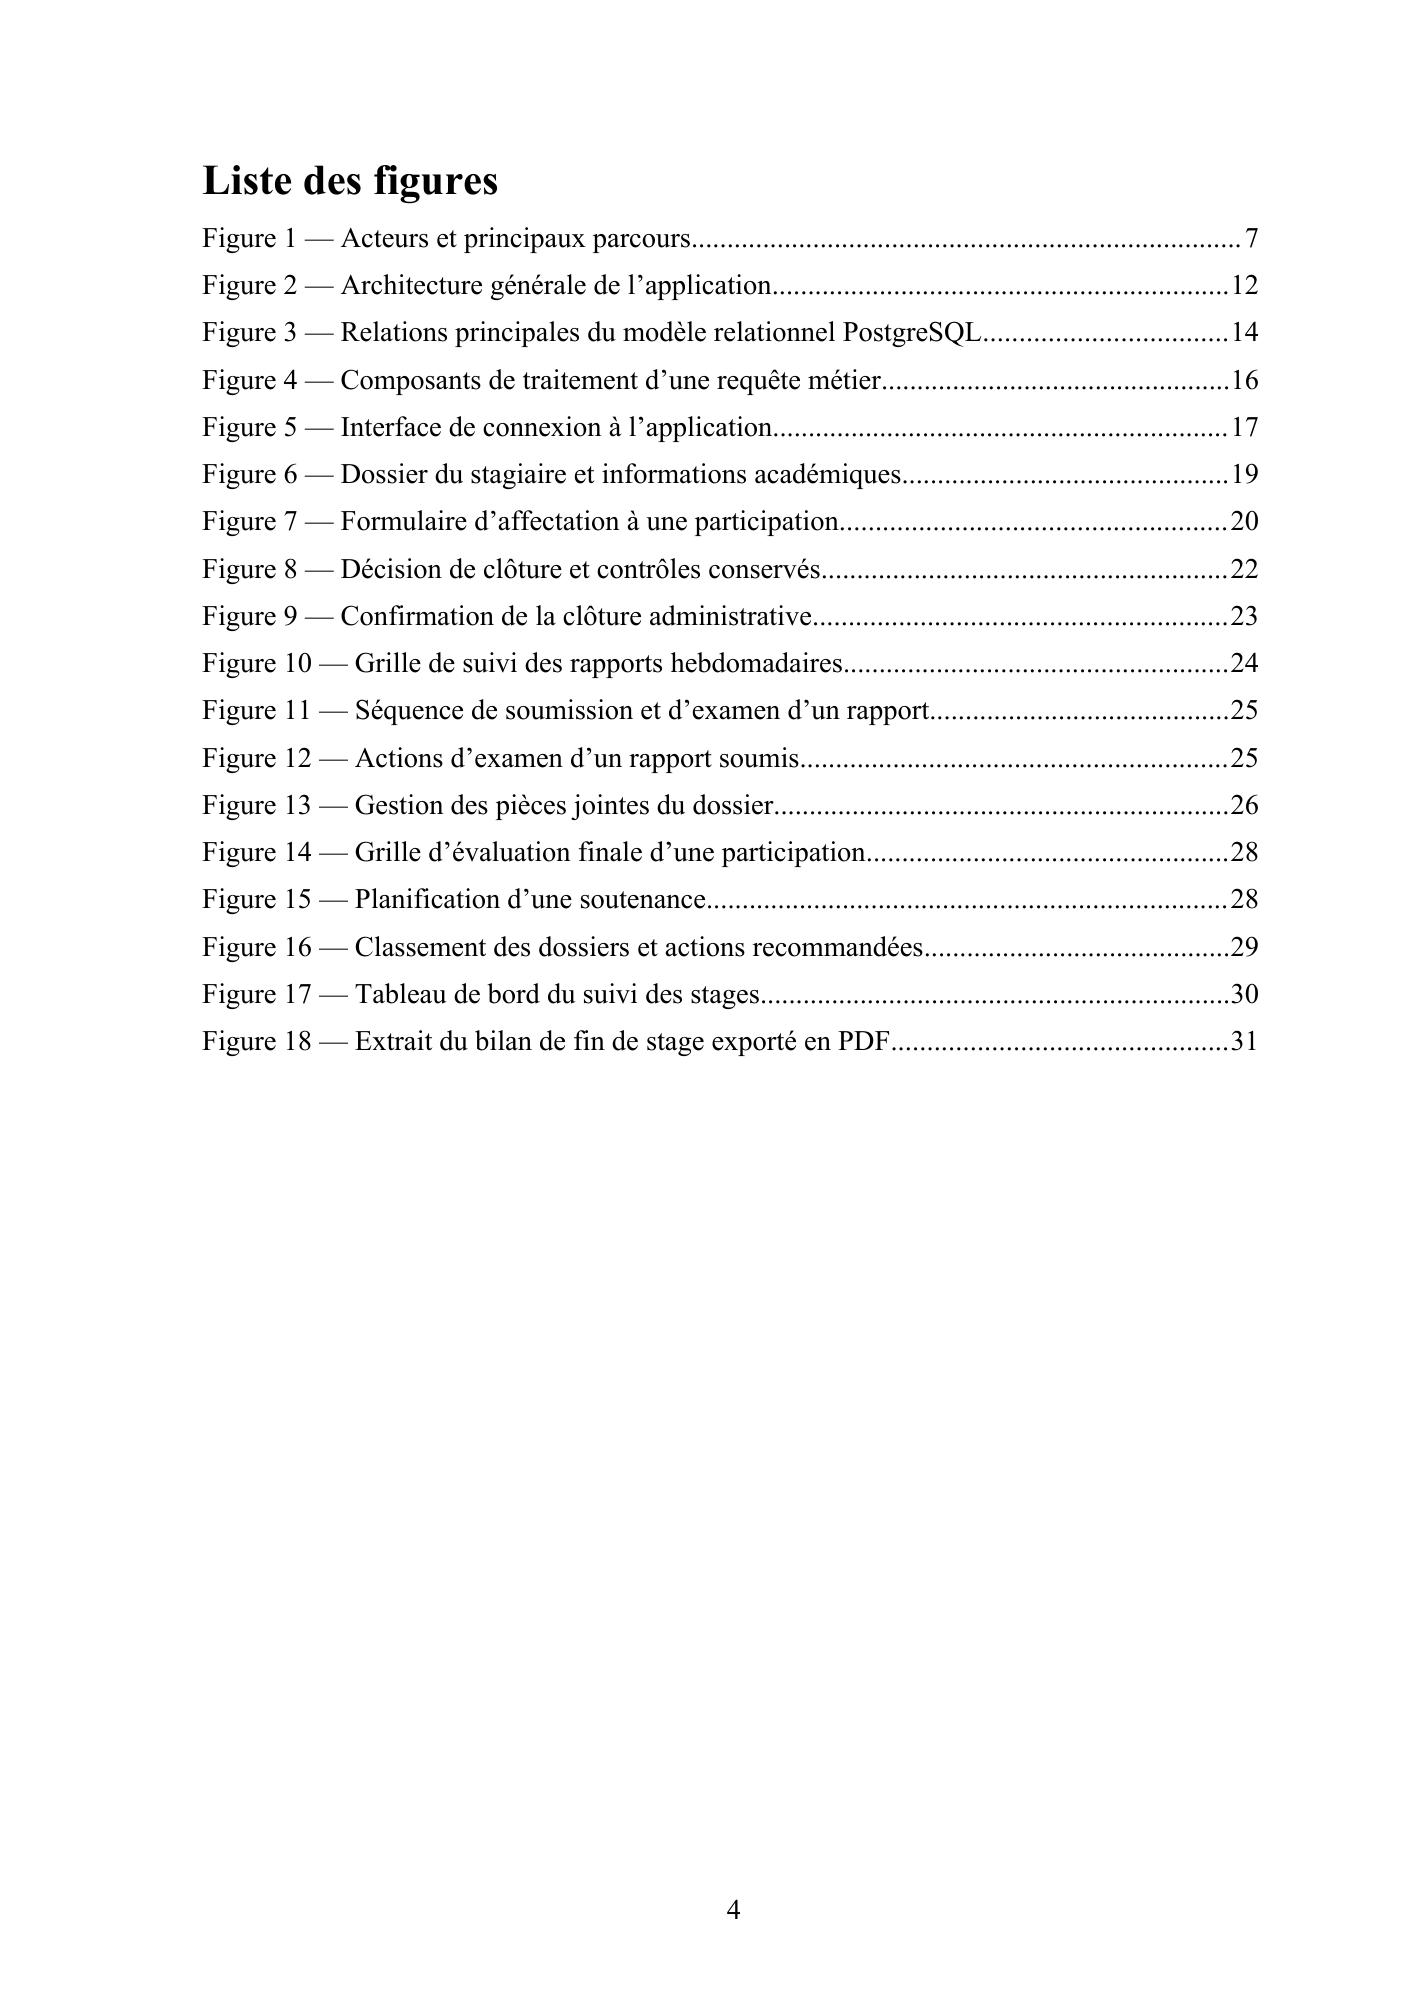 Liste des figures
Figure 1 — Acteurs et principaux parcours..........7
Figure 2 — Architecture générale de l’application..........12
Figure 3 — Relations principales du modèle relationnel PostgreSQL..........14
Figure 4 — Composants de traitement d’une requête métier..........16
Figure 5 — Interface de connexion à l’application..........17
Figure 6 — Dossier du stagiaire et informations académiques..........19
Figure 7 — Formulaire d’affectation à une participation..........20
Figure 8 — Décision de clôture et contrôles conservés..........22
Figure 9 — Confirmation de la clôture administrative..........23
Figure 10 — Grille de suivi des rapports hebdomadaires..........24
Figure 11 — Séquence de soumission et d’examen d’un rapport..........25
Figure 12 — Actions d’examen d’un rapport soumis..........25
Figure 13 — Gestion des pièces jointes du dossier..........26
Figure 14 — Grille d’évaluation finale d’une participation..........28
Figure 15 — Planification d’une soutenance..........28
Figure 16 — Classement des dossiers et actions recommandées..........29
Figure 17 — Tableau de bord du suivi des stages..........30
Figure 18 — Extrait du bilan de fin de stage exporté en PDF..........31
4